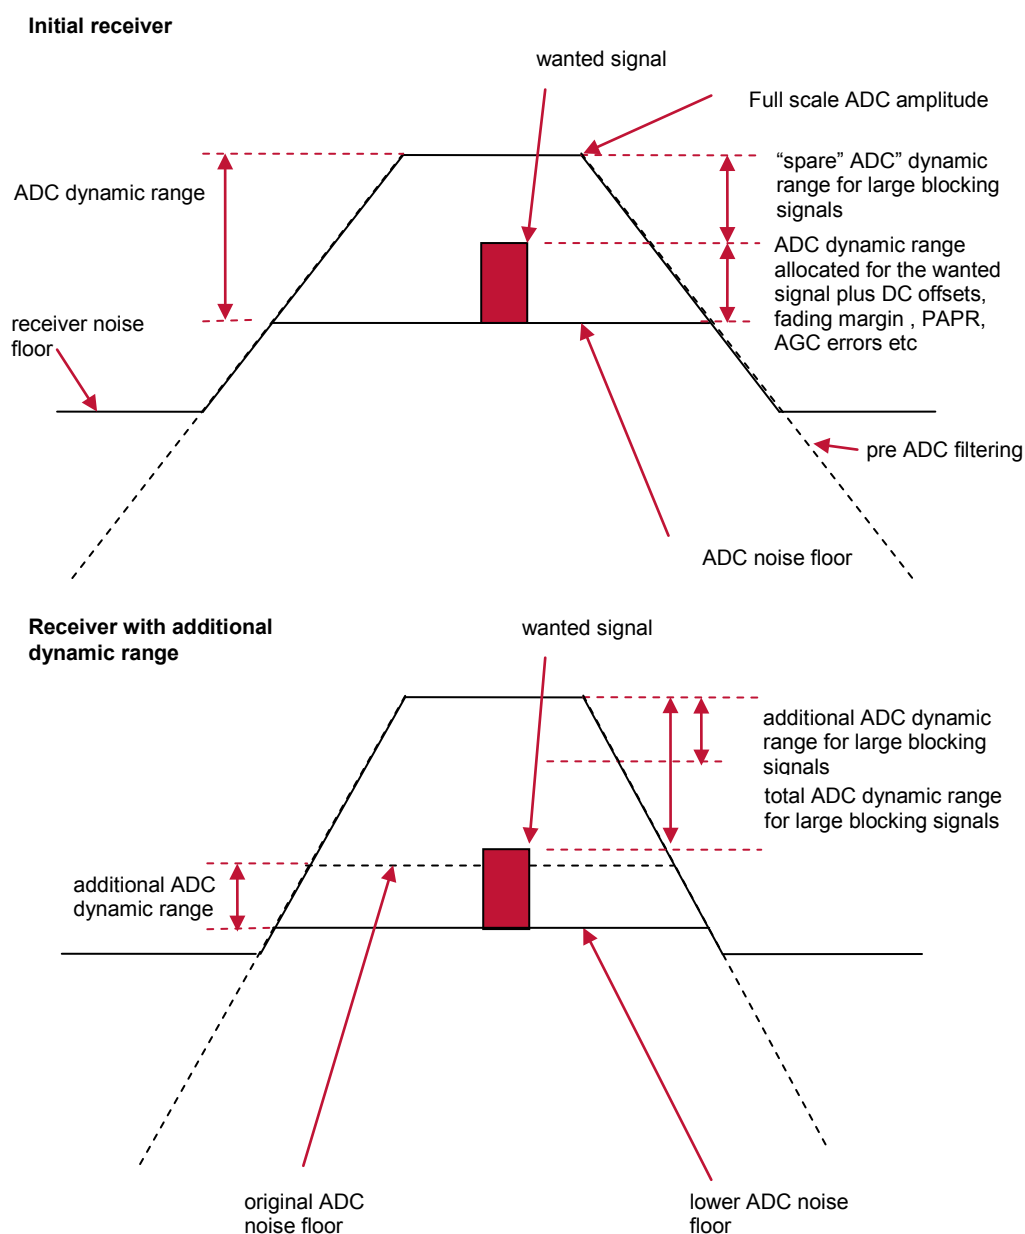 Initial receiver
wanted signal
Full scale ADC amplitude
ADC dynamic range
“spare” ADC” dynamic
range for large blocking
signals
ADC dynamic range
allocated for the wanted
signal plus DC offsets,
fading margin , PAPR,
AGC errors etc
receiver noise
floor
pre ADC filtering
ADC noise floor
Receiver with additional
dynamic range
wanted signal
additional ADC dynamic
range for large blocking
signals
total ADC dynamic range
for large blocking signals
additional ADC
dynamic range
original ADC
noise floor
lower ADC noise
floor